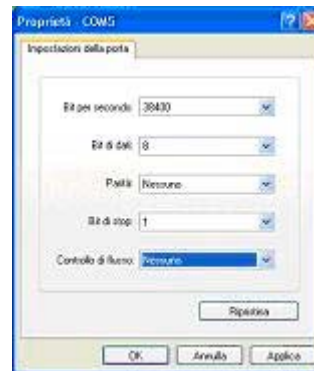 Proprietà - COM5
Impostazioni della porta
Bit per secondo: 38400
Bit di dati: 8
Parità: Nessuno
Bit di stop: 1
Controllo di flusso: Nessuno
Ripristina
OK
Annulla
Applica